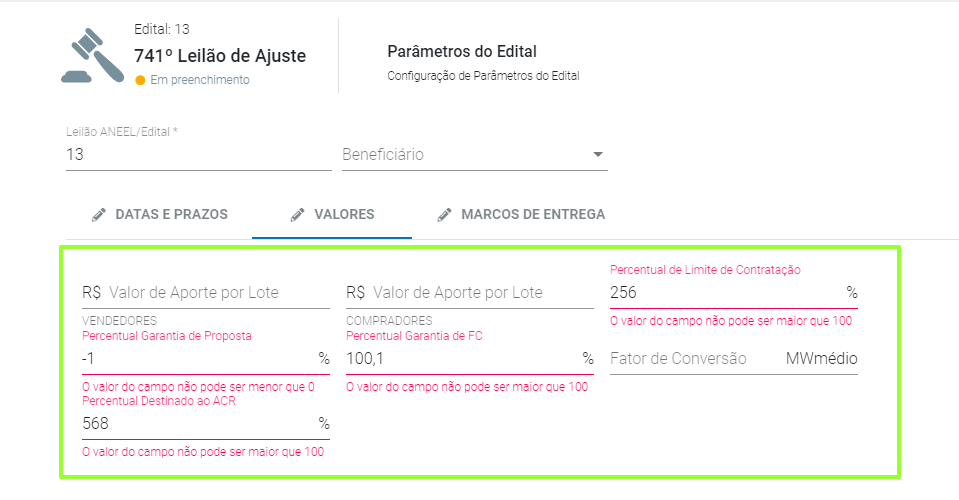 Edital: 13
741º Leilão de Ajuste
Em preenchimento
Parâmetros do Edital
Configuração de Parâmetros do Edital
Leilão ANEEL/Edital *
13
Beneficiário
DATAS E PRAZOS
VALORES
MARCOS DE ENTREGA
R$ Valor de Aporte por Lote
VENDEDORES
R$ Valor de Aporte por Lote
COMPRADORES
Percentual de Limite de Contratação
256 %
O valor do campo não pode ser maior que 100
Percentual Garantia de Proposta
-1 %
O valor do campo não pode ser menor que 0
Percentual Garantia de FC
100,1 %
O valor do campo não pode ser maior que 100
Fator de Conversão MWmédio
Percentual Destinado ao ACR
568 %
O valor do campo não pode ser maior que 100